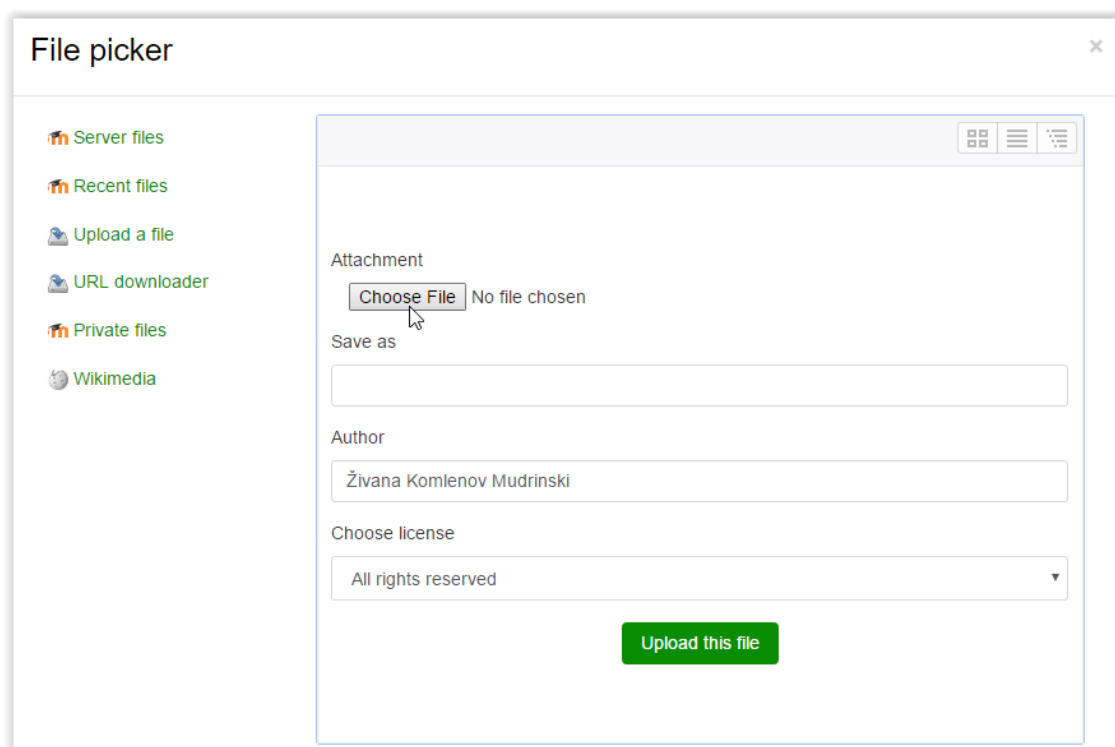 File picker
Server files
Recent files
Upload a file
URL downloader
Private files
Wikimedia
Attachment
Choose File No file chosen
Save as
Author
Živana Komlenov Mudrinski
Choose license
All rights reserved
Upload this file